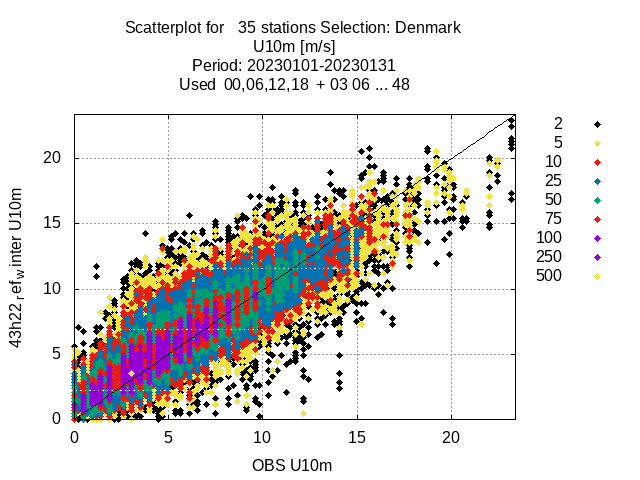 Scatterplot for   35 stations Selection: Denmark
U10m [m/s]
Period: 20230101-20230131
Used  00,06,12,18  + 03 06 ... 48
43h22_ref_winter U10m
20
15
10
5
0
0 5 10 15 20
OBS U10m
2
5
10
25
50
75
100
250
500